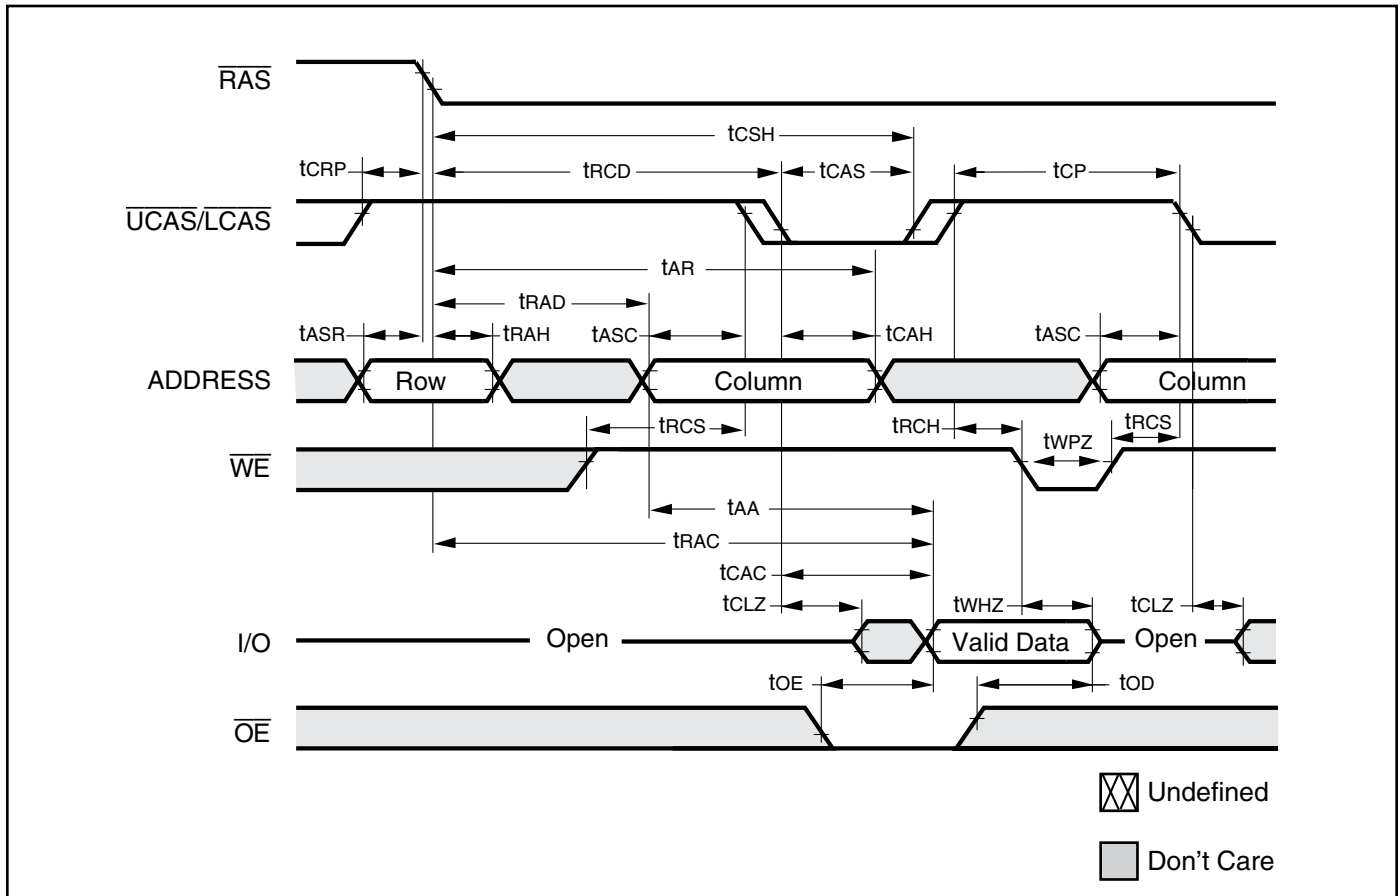 RAS
tCSH
tCRP
tRCD
tCAS
tCP
UCAS/LCAS
tAR
tRAD
tASR
tRAH
tASC
tCAH
tASC
ADDRESS
Row
Column
Column
tRCS
tRCH
tWPZ
tRCS
WE
tAA
tRAC
tCAC
tCLZ
tWHZ
tCLZ
I/O
Open
Valid Data
Open
tOE
tOD
OE
Undefined
Don't Care